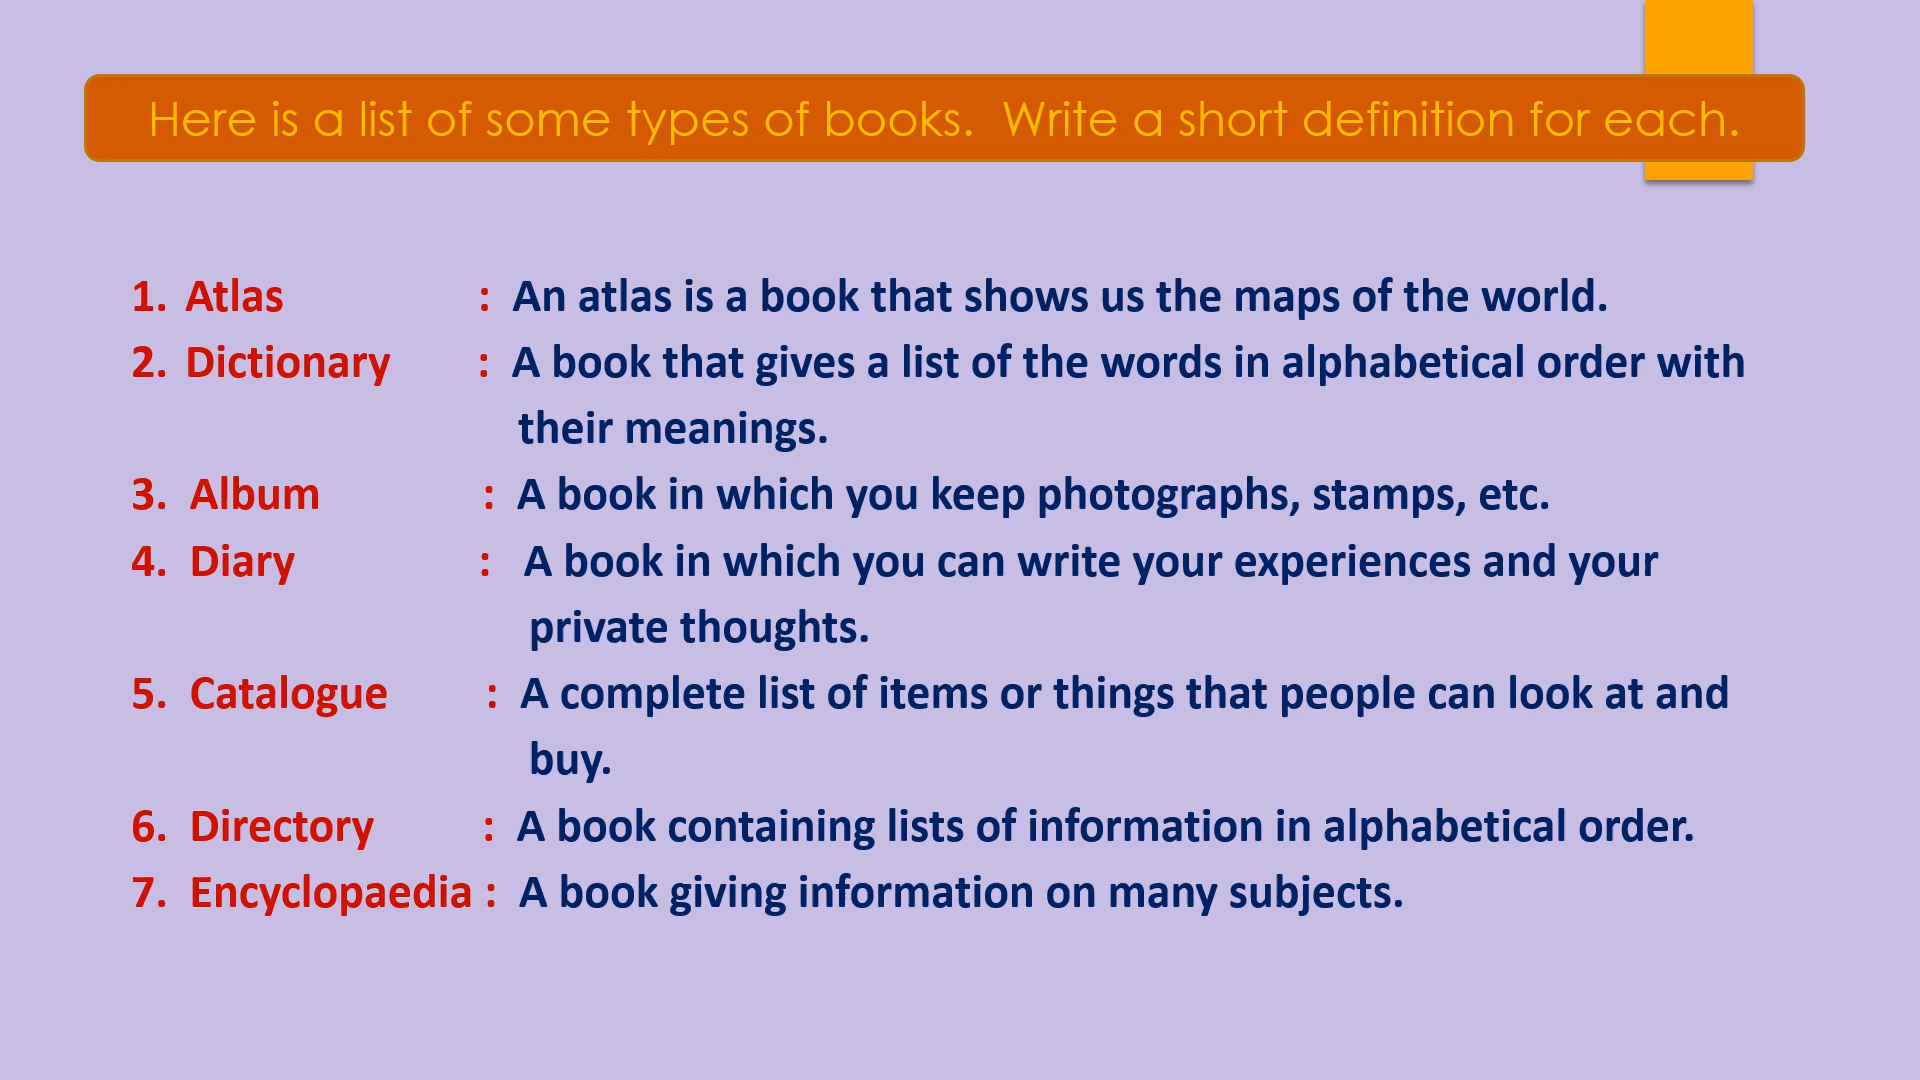 Here is a list of some types of books. Write a short definition for each.
1. Atlas : An atlas is a book that shows us the maps of the world.
2. Dictionary : A book that gives a list of the words in alphabetical order with
their meanings.
3. Album : A book in which you keep photographs, stamps, etc.
4. Diary : A book in which you can write your experiences and your
private thoughts.
5. Catalogue : A complete list of items or things that people can look at and
buy.
6. Directory : A book containing lists of information in alphabetical order.
7. Encyclopaedia : A book giving information on many subjects.